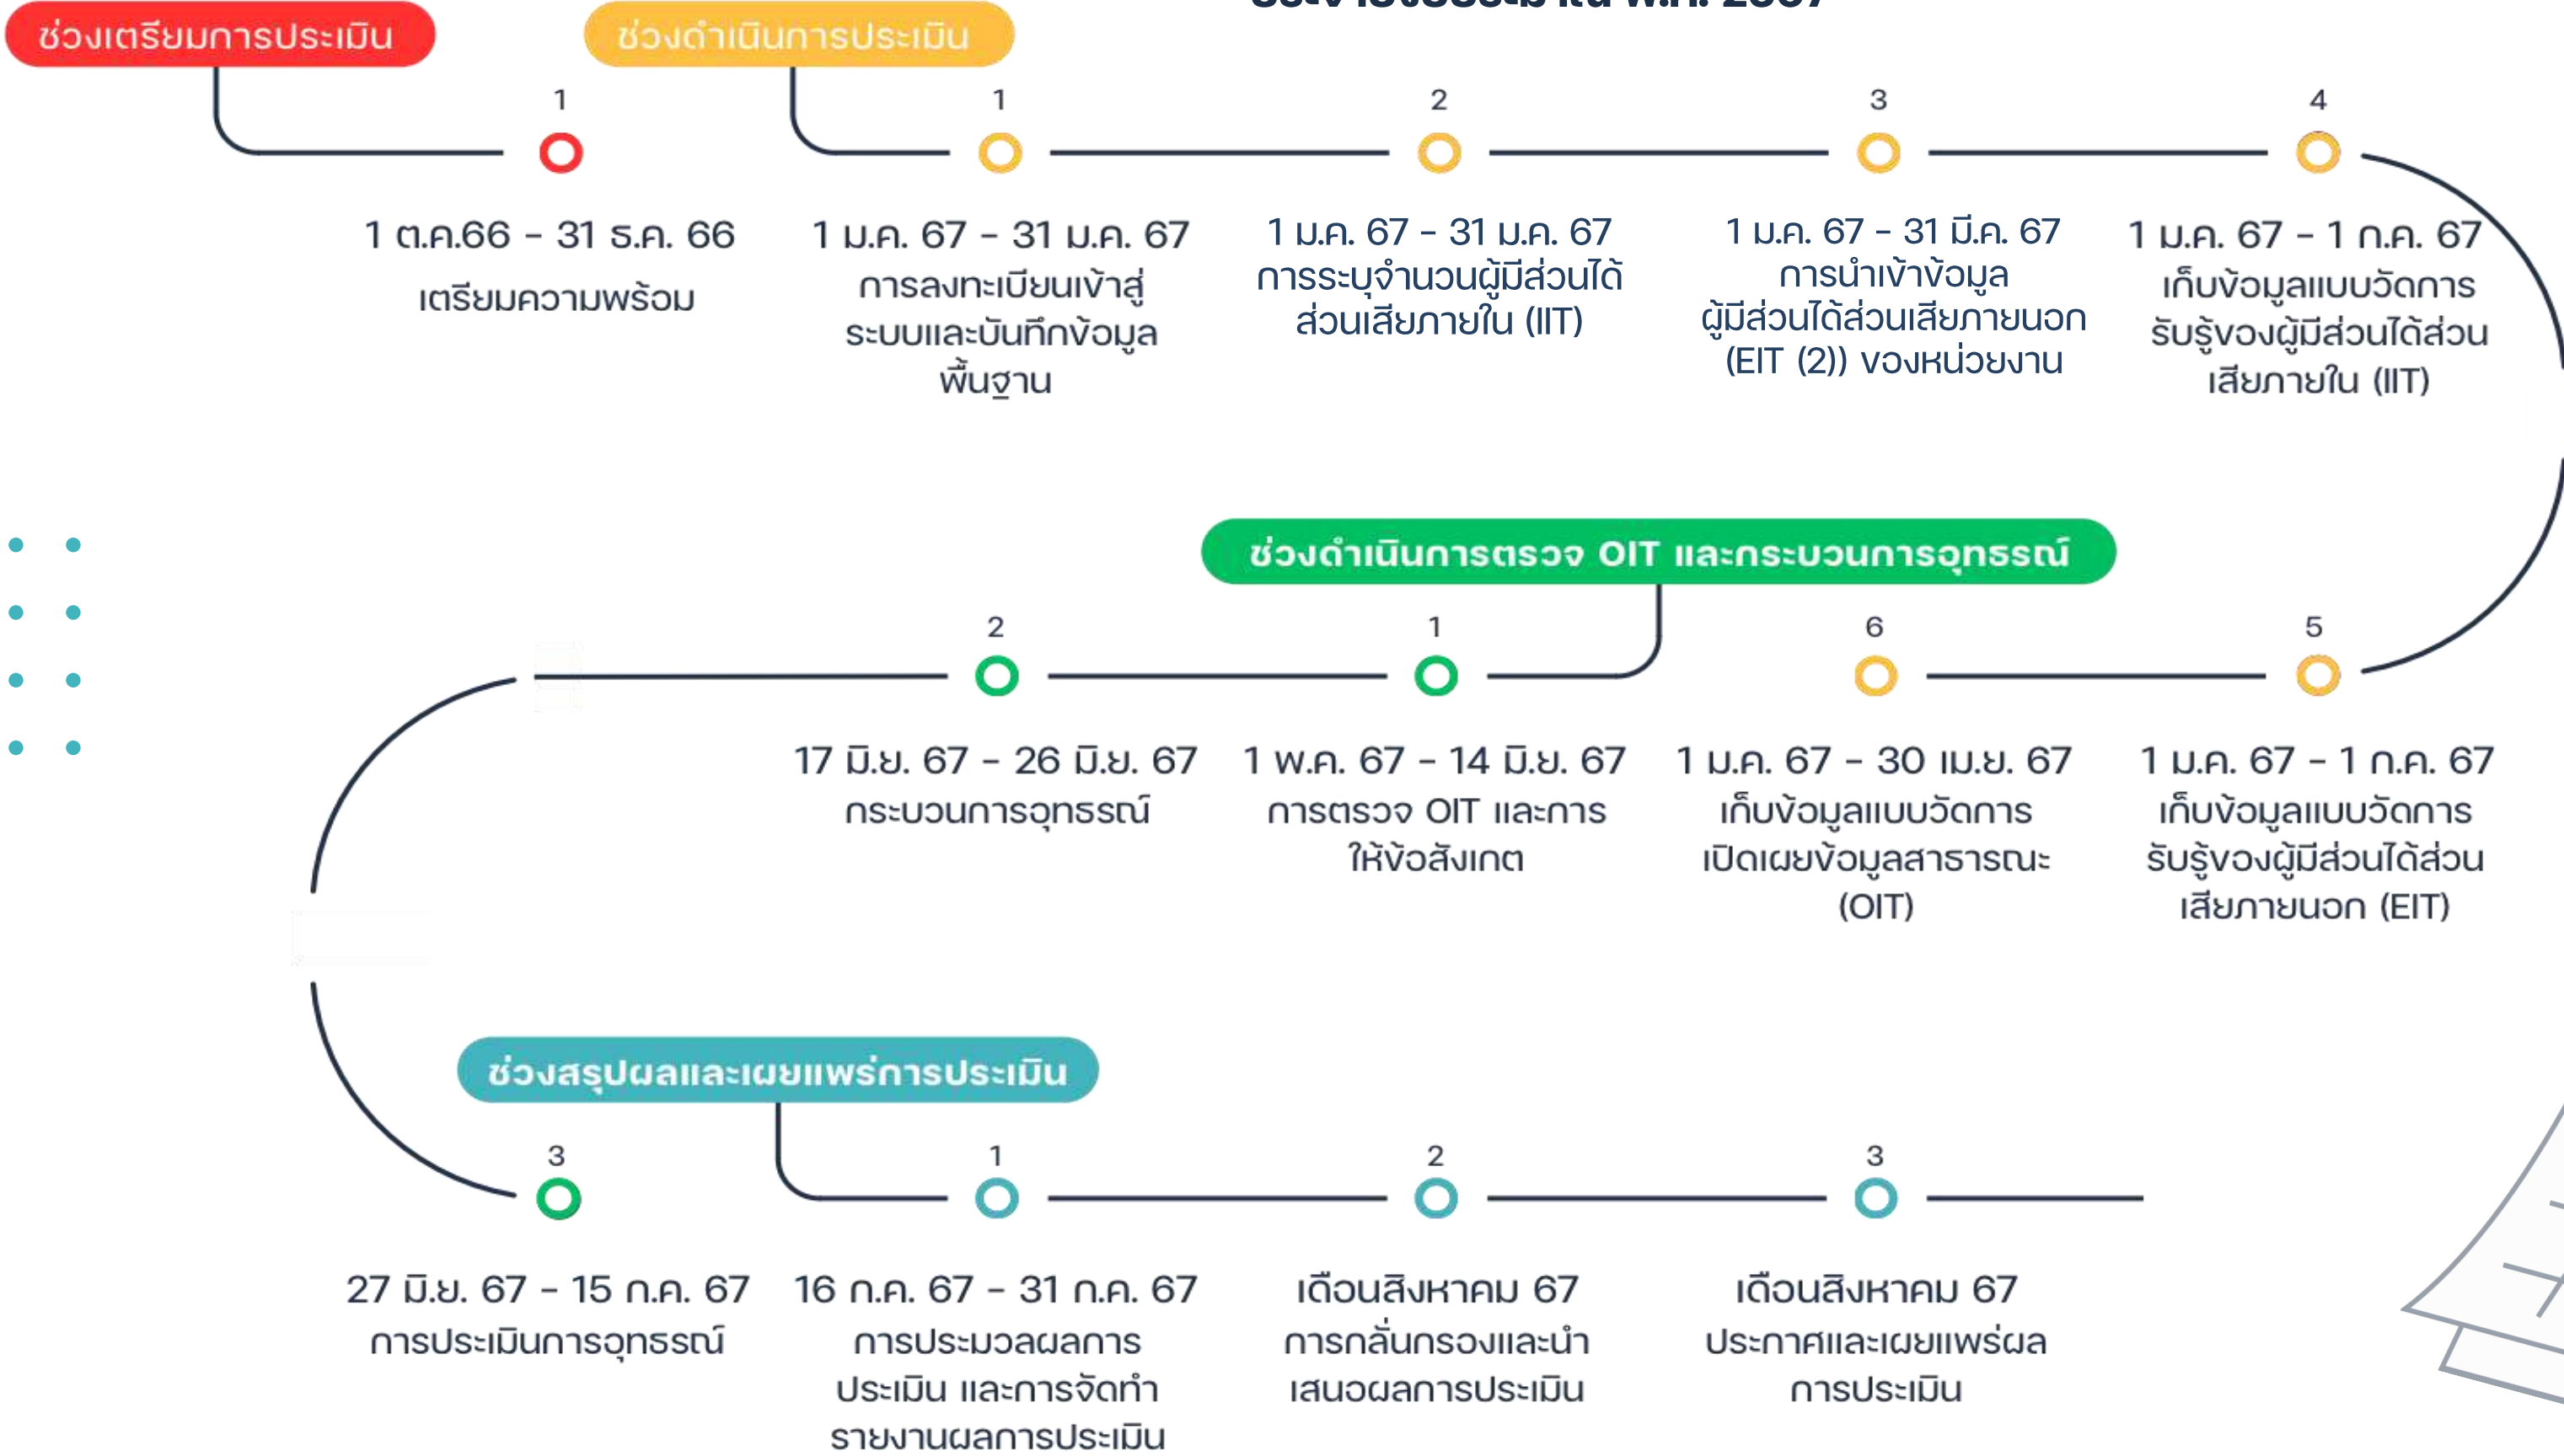 ประจำปีงบประมาณ พ.ศ. 2567
ช่วงเตรียมการประเมิน
ช่วงดำเนินการประเมิน
1
1 ต.ค.66 - 31 ธ.ค. 66
เตรียมความพร้อม
1
1 ม.ค. 67 - 31 ม.ค. 67
การลงทะเบียนเข้าสู่
ระบบและบันทึกข้อมูล
พื้นฐาน
2
1 ม.ค. 67 - 31 ม.ค. 67
การระบุจำนวนผู้มีส่วนได้
ส่วนเสียภายใน (IIT)
3
1 ม.ค. 67 - 31 มี.ค. 67
การนำเข้าข้อมูล
ผู้มีส่วนได้ส่วนเสียภายนอก
(EIT (2)) ของหน่วยงาน
4
1 ม.ค. 67 - 1 ก.ค. 67
เก็บข้อมูลแบบวัดการ
รับรู้ของผู้มีส่วนได้ส่วน
เสียภายใน (IIT)
5
1 ม.ค. 67 - 1 ก.ค. 67
เก็บข้อมูลแบบวัดการ
รับรู้ของผู้มีส่วนได้ส่วน
เสียภายนอก (EIT)
6
1 ม.ค. 67 - 30 เม.ย. 67
เก็บข้อมูลแบบวัดการ
เปิดเผยข้อมูลสาธารณะ
(OIT)
ช่วงดำเนินการตรวจ OIT และกระบวนการอุทธรณ์
1
1 พ.ค. 67 - 14 มิ.ย. 67
การตรวจ OIT และการ
ให้ข้อสังเกต
2
17 มิ.ย. 67 - 26 มิ.ย. 67
กระบวนการอุทธรณ์
3
27 มิ.ย. 67 - 15 ก.ค. 67
การประเมินการอุทธรณ์
ช่วงสรุปผลและเผยแพร่การประเมิน
1
16 ก.ค. 67 - 31 ก.ค. 67
การประมวลผลการ
ประเมิน และการจัดทำ
รายงานผลการประเมิน
2
เดือนสิงหาคม 67
การกลั่นกรองและนำ
เสนอผลการประเมิน
3
เดือนสิงหาคม 67
ประกาศและเผยแพร่ผล
การประเมิน